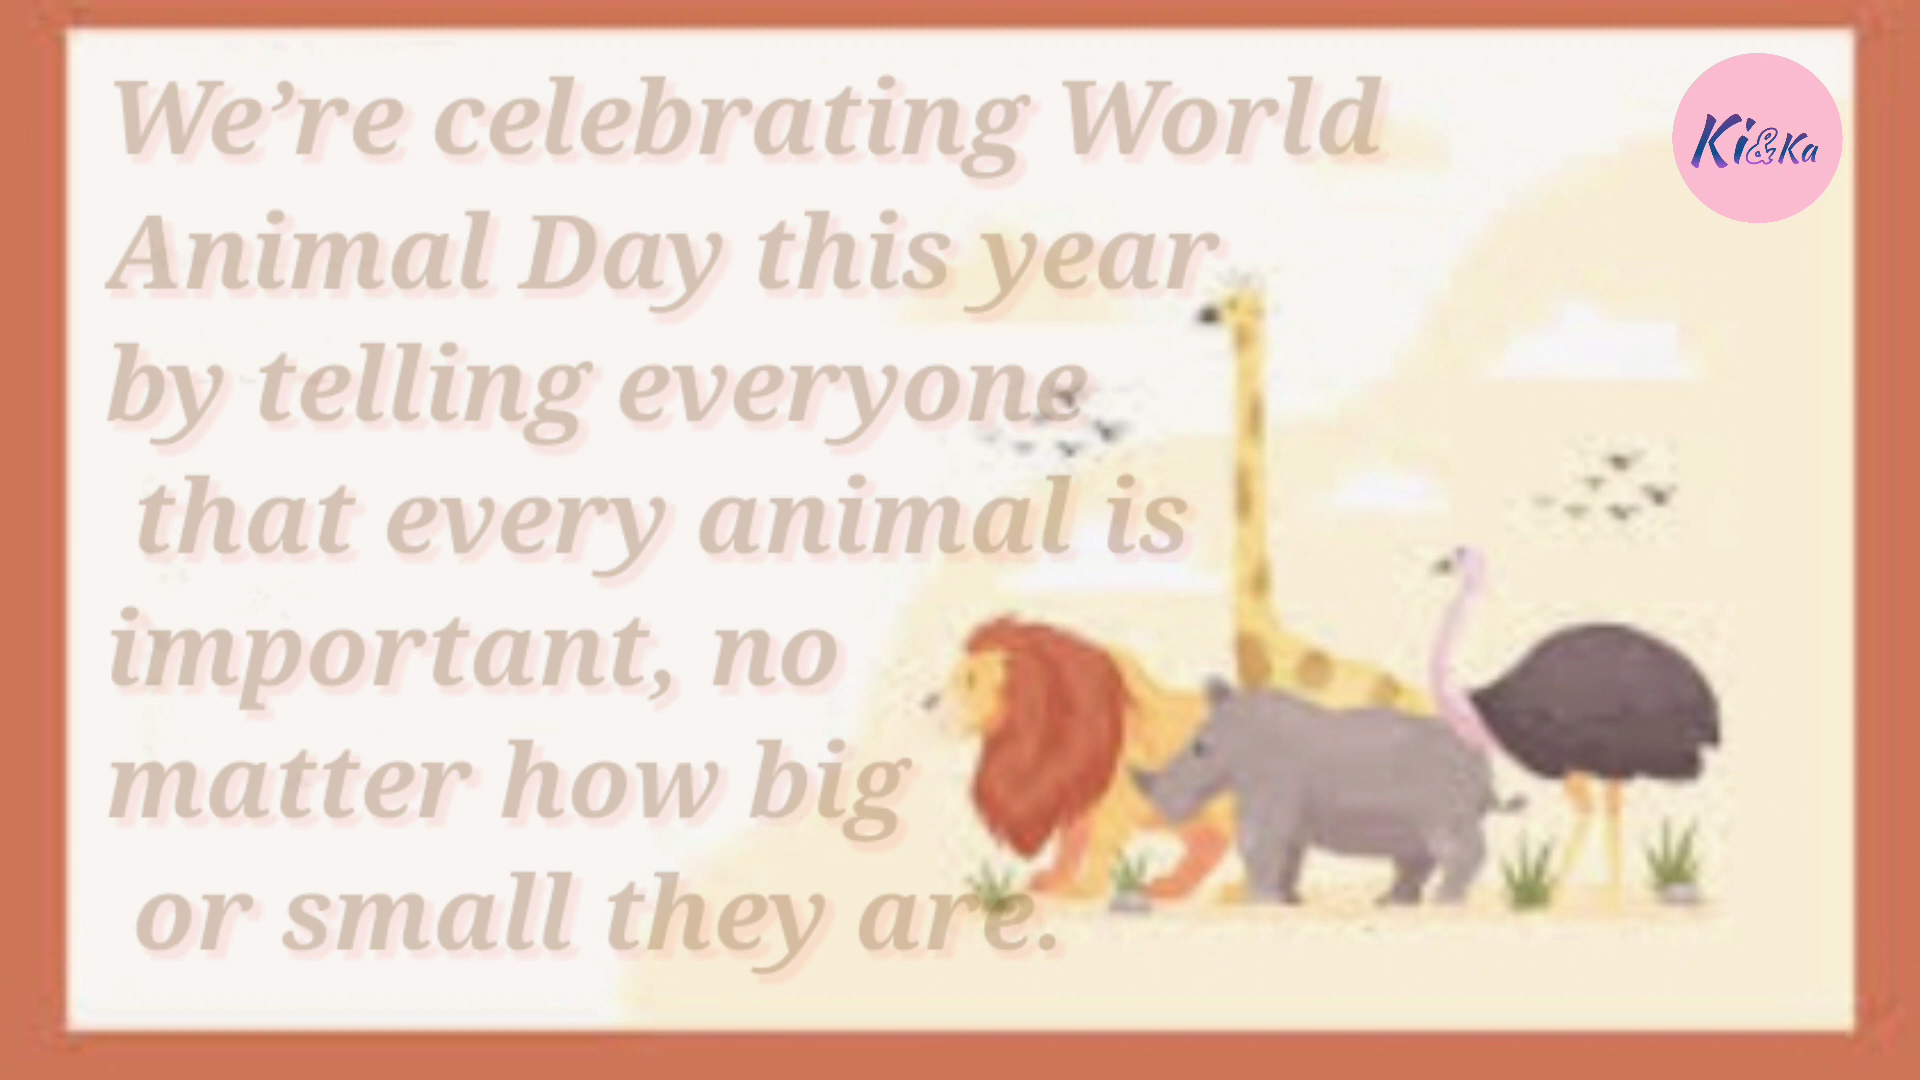 We’re celebrating World
Animal Day this year
by telling everyone
that every animal is
important, no
matter how big
or small they are.
Ki&Ka